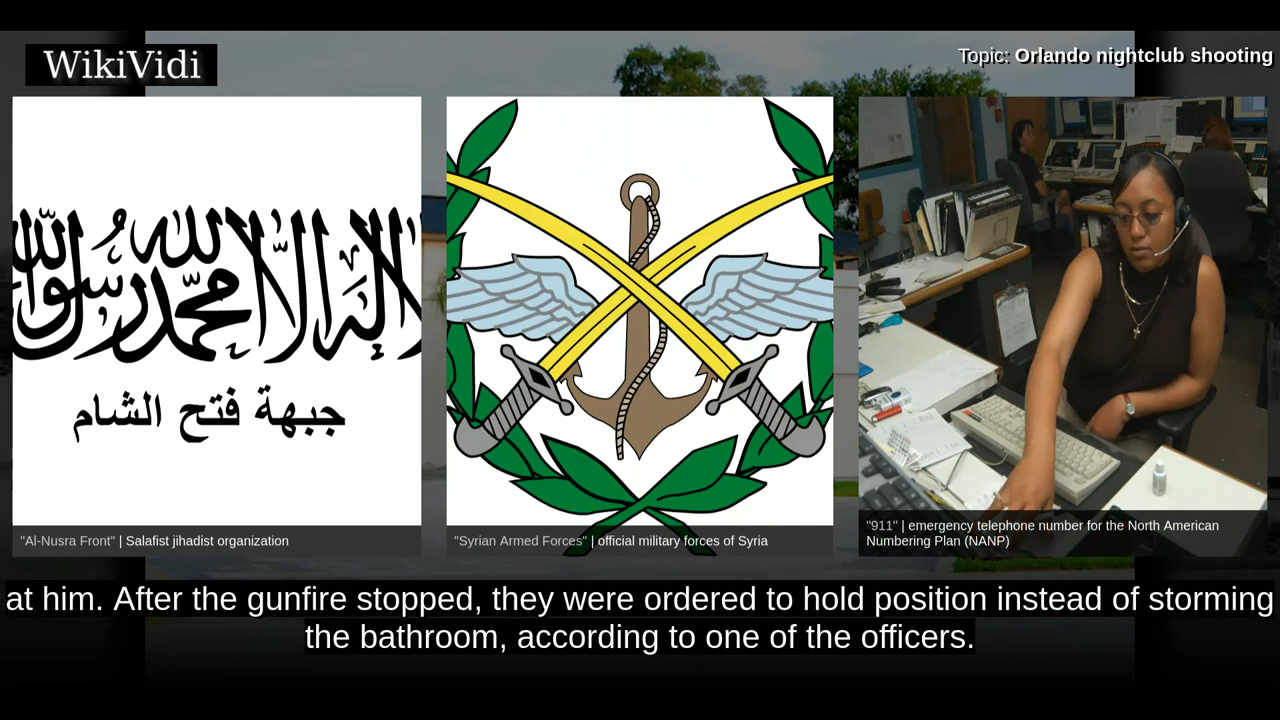 WikiVidi
Topic: Orlando nightclub shooting
لا إله إلا الله محمد رسول الله
جبهة فتح الشام
"Al-Nusra Front" | Salafist jihadist organization
"Syrian Armed Forces" | official military forces of Syria
"911" | emergency telephone number for the North American
Numbering Plan (NANP)
at him. After the gunfire stopped, they were ordered to hold position instead of storming
the bathroom, according to one of the officers.